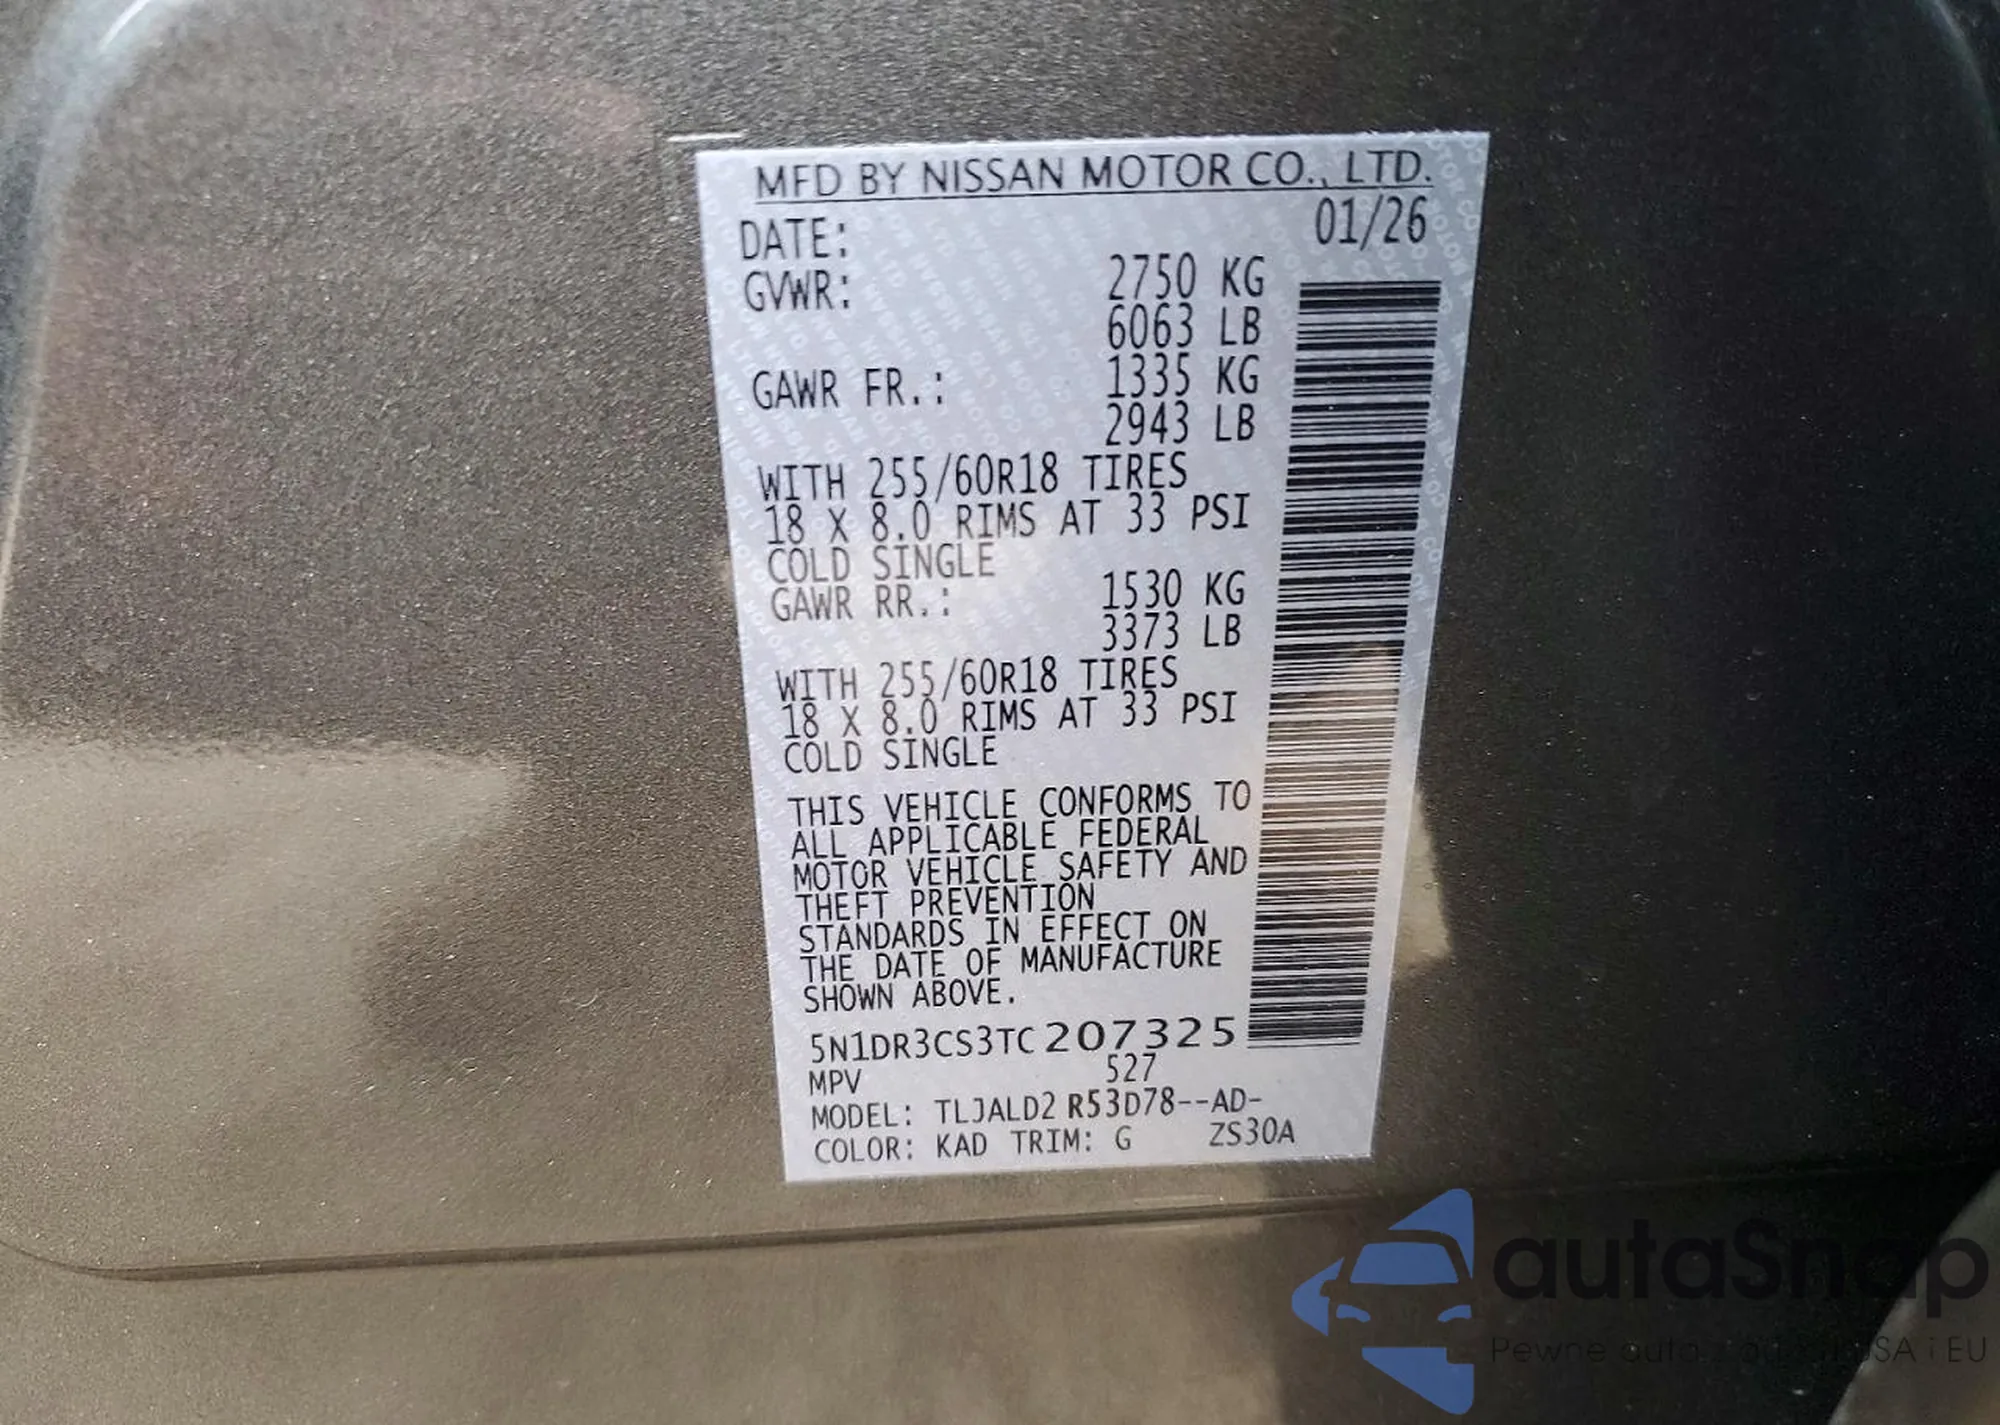 MFD BY NISSAN MOTOR CO., LTD.
DATE: 01/26
GVWR: 2750 KG
6063 LB
GAWR FR.: 1335 KG
2943 LB
WITH 255/60R18 TIRES
18 X 8.0 RIMS AT 33 PSI
COLD SINGLE
GAWR RR.: 1530 KG
3373 LB
WITH 255/60R18 TIRES
18 X 8.0 RIMS AT 33 PSI
COLD SINGLE
THIS VEHICLE CONFORMS TO
ALL APPLICABLE FEDERAL
MOTOR VEHICLE SAFETY AND
THEFT PREVENTION
STANDARDS IN EFFECT ON
THE DATE OF MANUFACTURE
SHOWN ABOVE.
5N1DR3CS3TC207325
MPV 527
MODEL: TLJALD2 R53D78--AD-
COLOR: KAD TRIM: G ZS30A
autaSnap
Pewne auta z USA i EU